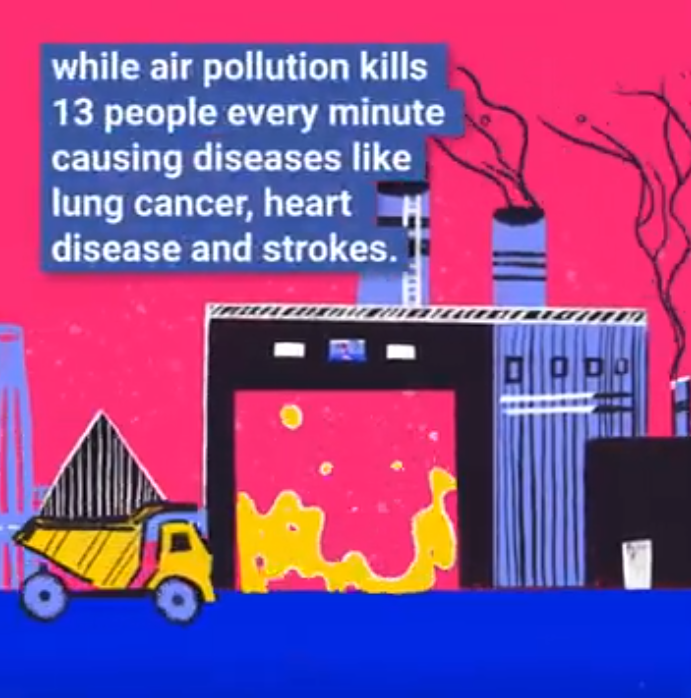 while air pollution kills
13 people every minute
causing diseases like
lung cancer, heart
disease and strokes.